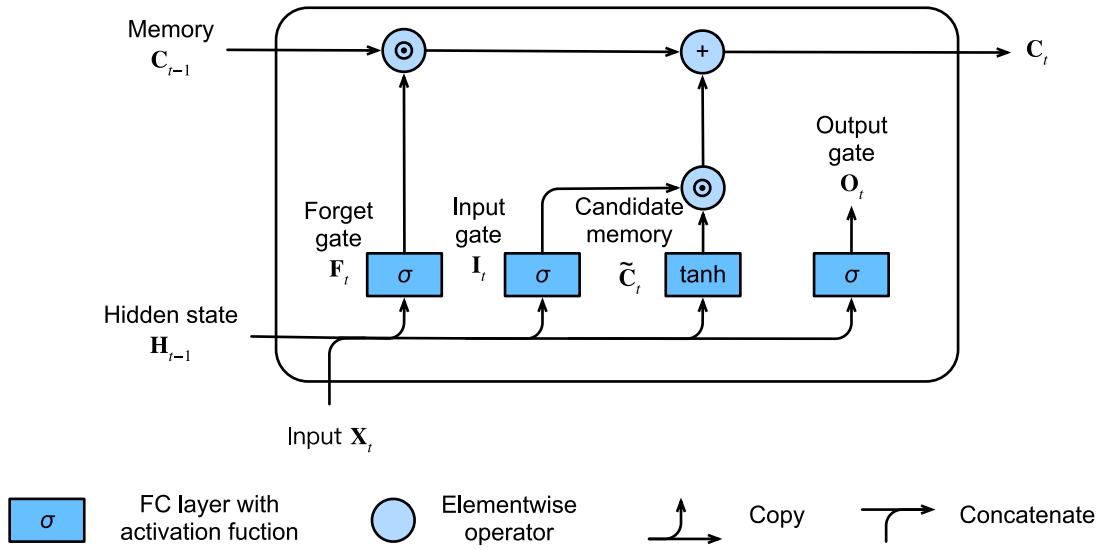 Memory
C_{t−1}
⊙
+
C_t
Output
gate
O_t
⊙
Forget
gate
F_t
σ
Input
gate
I_t
σ
Candidate
memory
C̃_t
tanh
σ
Hidden state
H_{t−1}
Input X_t
σ
FC layer with
activation fuction
Elementwise
operator
Copy
Concatenate